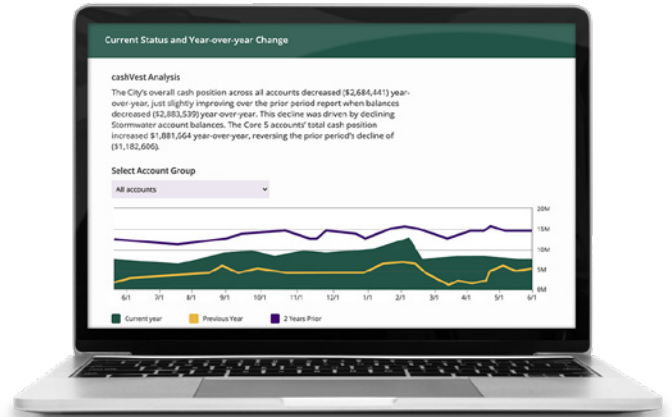 Current Status and Year-over-year Change
cashVest Analysis
The City's overall cash position across all accounts decreased ($2,684,441) year-
over-year, just slightly improving over the prior period report when balances
decreased ($2,883,539) year-over-year. This decline was driven by declining
Stormwater account balances. The Core 5 accounts' total cash position
increased $1,881,664 year-over-year, reversing the prior period's decline of
($1,182,606).
Select Account Group
All accounts
20M
15M
10M
5M
0M
6/1 7/1 8/1 9/1 10/1 11/1 12/1 1/1 2/1 3/1 4/1 5/1 6/1
Current year Previous Year 2 Years Prior